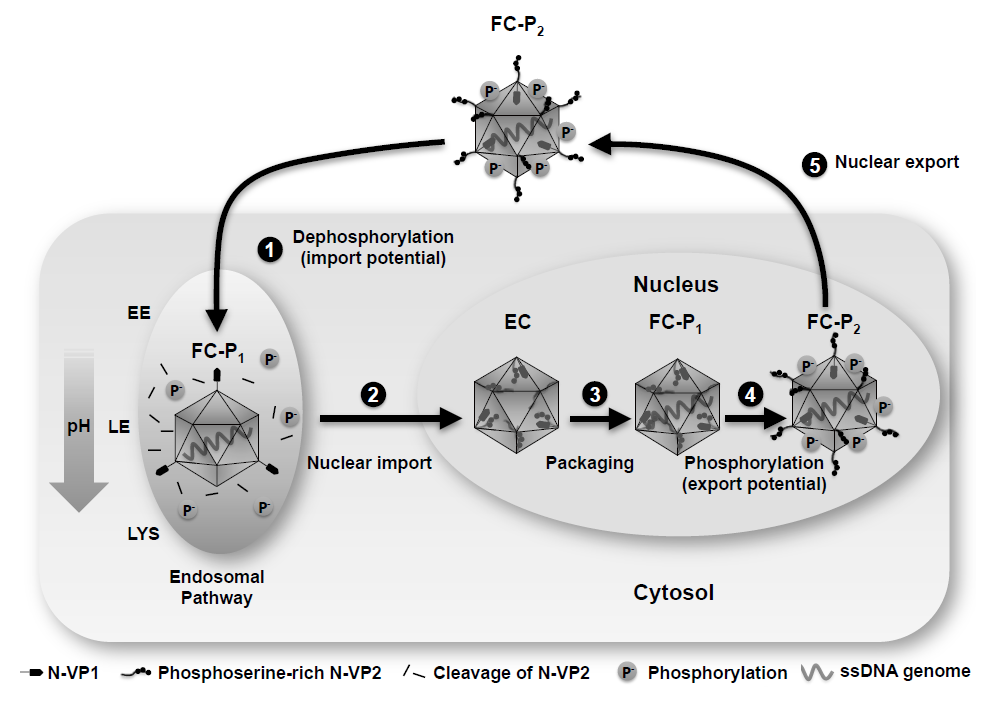 FC-P2
P-
P-
P-
P-
P-
5 Nuclear export
1 Dephosphorylation
(import potential)
Nucleus
EE
EC
FC-P1
FC-P2
FC-P1
P-
P-
P-
P-
P-
P-
P-
P-
P-
P-
pH
LE
2
3
4
Nuclear import
Packaging
Phosphorylation
(export potential)
LYS
Endosomal
Pathway
Cytosol
N-VP1
Phosphoserine-rich N-VP2
Cleavage of N-VP2
P- Phosphorylation
ssDNA genome